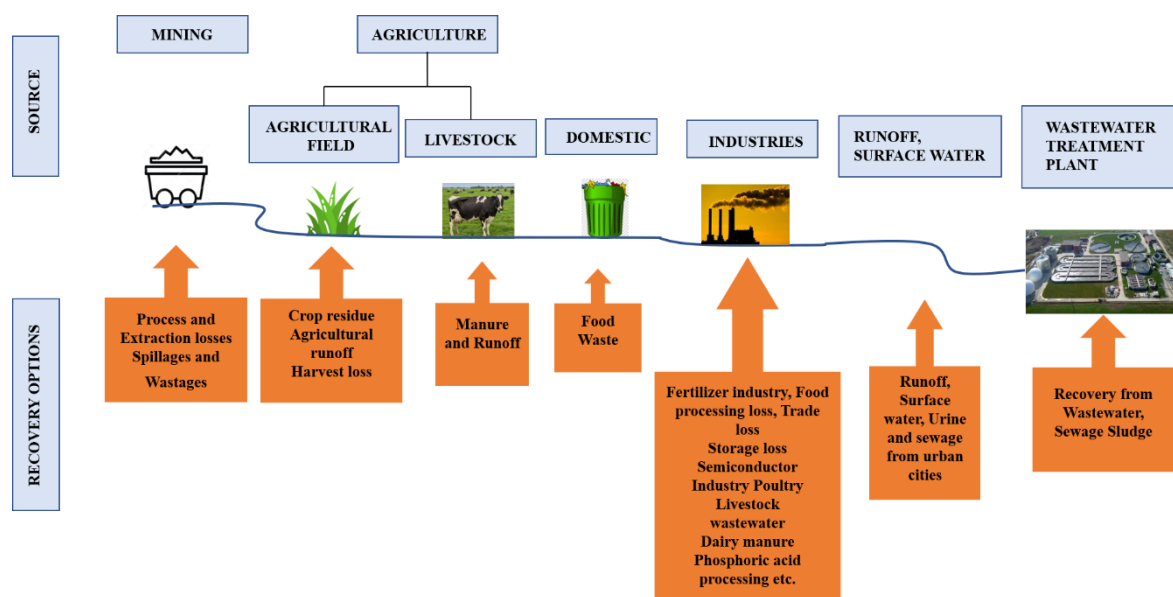 MINING
AGRICULTURE
SOURCE
AGRICULTURAL
FIELD
LIVESTOCK
DOMESTIC
INDUSTRIES
RUNOFF,
SURFACE WATER
WASTEWATER
TREATMENT
PLANT
RECOVERY OPTIONS
Process and
Extraction losses
Spillages and
Wastages
Crop residue
Agricultural
runoff
Harvest loss
Manure
and Runoff
Food
Waste
Fertilizer industry, Food
processing loss, Trade
loss
Storage loss
Semiconductor
Industry Poultry
Livestock
wastewater
Dairy manure
Phosphoric acid
processing etc.
Runoff,
Surface
water, Urine
and sewage
from urban
cities
Recovery from
Wastewater,
Sewage Sludge